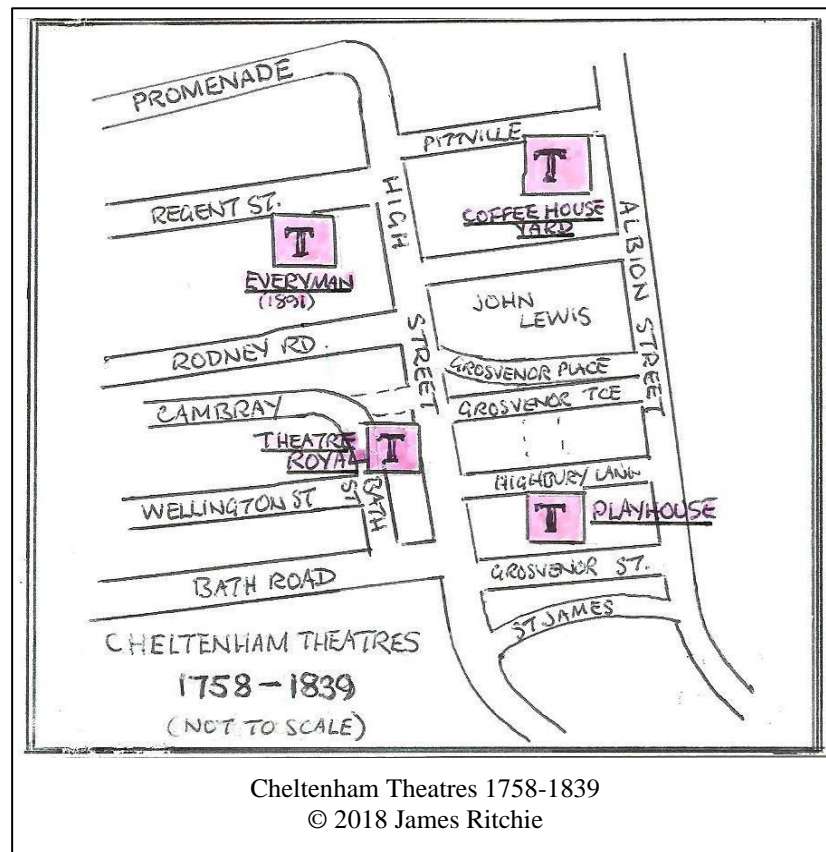 PROMENADE
PITTVILLE
T
COFFEE HOUSE
YARD
REGENT ST.
HIGH
STREET
ALBION STREET
T
EVERYMAN
(1891)
JOHN
LEWIS
RODNEY RD.
GROSVENOR PLACE
GROSVENOR TCE
CAMBRAY
THEATRE
ROYAL
T
BATH
ST
HIGHBURY LANN
WELLINGTON ST
T
PLAYHOUSE
BATH ROAD
GROSVENOR ST.
ST JAMES
CHELTENHAM THEATRES
1758-1839
(NOT TO SCALE)
Cheltenham Theatres 1758-1839
© 2018 James Ritchie